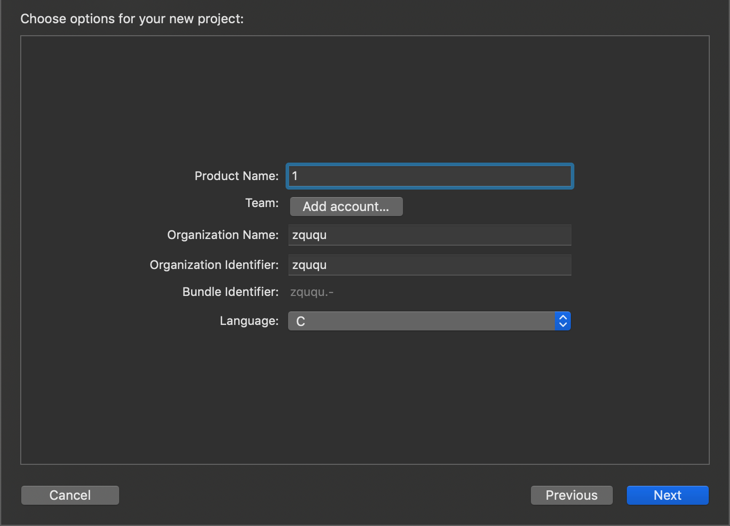 Choose options for your new project:
Product Name: 1
Team: Add account...
Organization Name: zququ
Organization Identifier: zququ
Bundle Identifier: zququ.-
Language: C
Cancel Previous Next